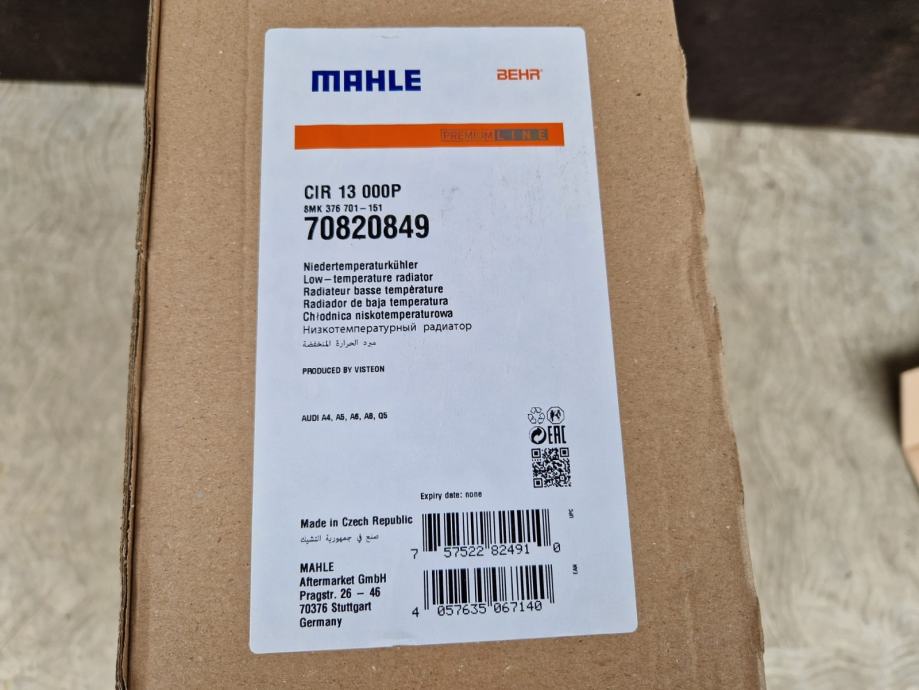 MAHLE
BEHR®
PREMIUM LINE
CIR 13 000P
8MK 376 701-151
70820849
Niedertemperaturkühler
Low-temperature radiator
Radiateur basse température
Radiador de baja temperatura
Chłodnica niskotemperaturowa
Низкотемпературный радиатор
مبرد الحرارة المنخفضة
PRODUCED BY VISTEON
AUDI A4, A5, A6, A8, Q5
EAC
Expiry date: none
Made in Czech Republic
صنع في جمهورية التشيك
UPC
7 57522 82491 0
MAHLE
Aftermarket GmbH
Pragstr. 26 - 46
70376 Stuttgart
Germany
EAN
4 057635 067140